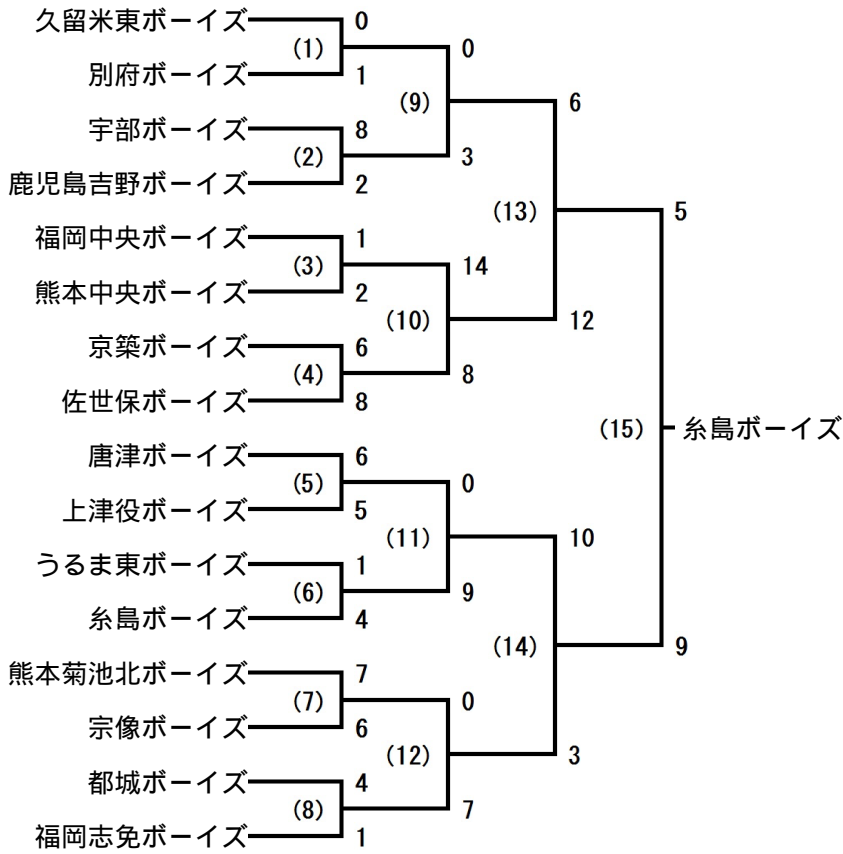 久留米東ボーイズ 0
(1) 0
別府ボーイズ 1
(9) 6
宇部ボーイズ 8
(2) 3
鹿児島吉野ボーイズ 2
(13) 5
福岡中央ボーイズ 1
(3) 14
熊本中央ボーイズ 2
(10) 12
京築ボーイズ 6
(4) 8
佐世保ボーイズ 8
(15) 糸島ボーイズ
唐津ボーイズ 6
(5) 0
上津役ボーイズ 5
(11) 10
うるま東ボーイズ 1
(6) 9
糸島ボーイズ 4
(14) 9
熊本菊池北ボーイズ 7
(7) 0
宗像ボーイズ 6
(12) 3
都城ボーイズ 4
(8) 7
福岡志免ボーイズ 1